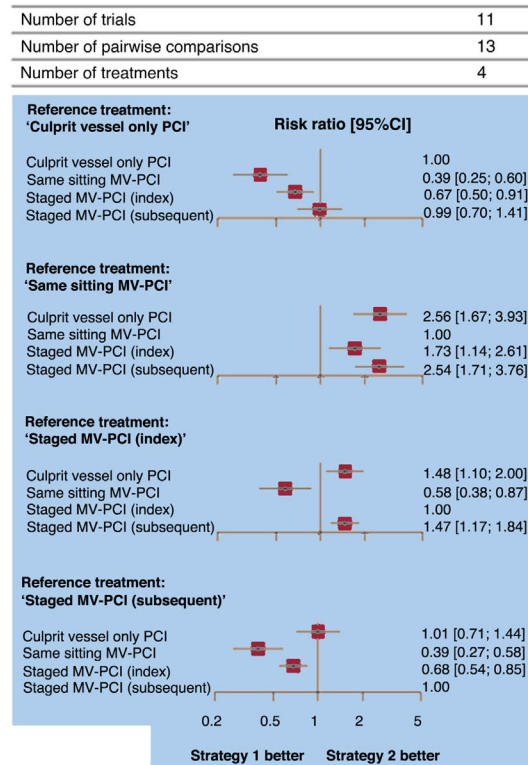 Number of trials 11
Number of pairwise comparisons 13
Number of treatments 4
Reference treatment:
'Culprit vessel only PCI' Risk ratio [95%CI]
Culprit vessel only PCI 1.00
Same sitting MV-PCI 0.39 [0.25; 0.60]
Staged MV-PCI (index) 0.67 [0.50; 0.91]
Staged MV-PCI (subsequent) 0.99 [0.70; 1.41]
Reference treatment:
'Same sitting MV-PCI'
Culprit vessel only PCI 2.56 [1.67; 3.93]
Same sitting MV-PCI 1.00
Staged MV-PCI (index) 1.73 [1.14; 2.61]
Staged MV-PCI (subsequent) 2.54 [1.71; 3.76]
Reference treatment:
'Staged MV-PCI (index)'
Culprit vessel only PCI 1.48 [1.10; 2.00]
Same sitting MV-PCI 0.58 [0.38; 0.87]
Staged MV-PCI (index) 1.00
Staged MV-PCI (subsequent) 1.47 [1.17; 1.84]
Reference treatment:
'Staged MV-PCI (subsequent)'
Culprit vessel only PCI 1.01 [0.71; 1.44]
Same sitting MV-PCI 0.39 [0.27; 0.58]
Staged MV-PCI (index) 0.68 [0.54; 0.85]
Staged MV-PCI (subsequent) 1.00
0.2 0.5 1 2 5
Strategy 1 better Strategy 2 better